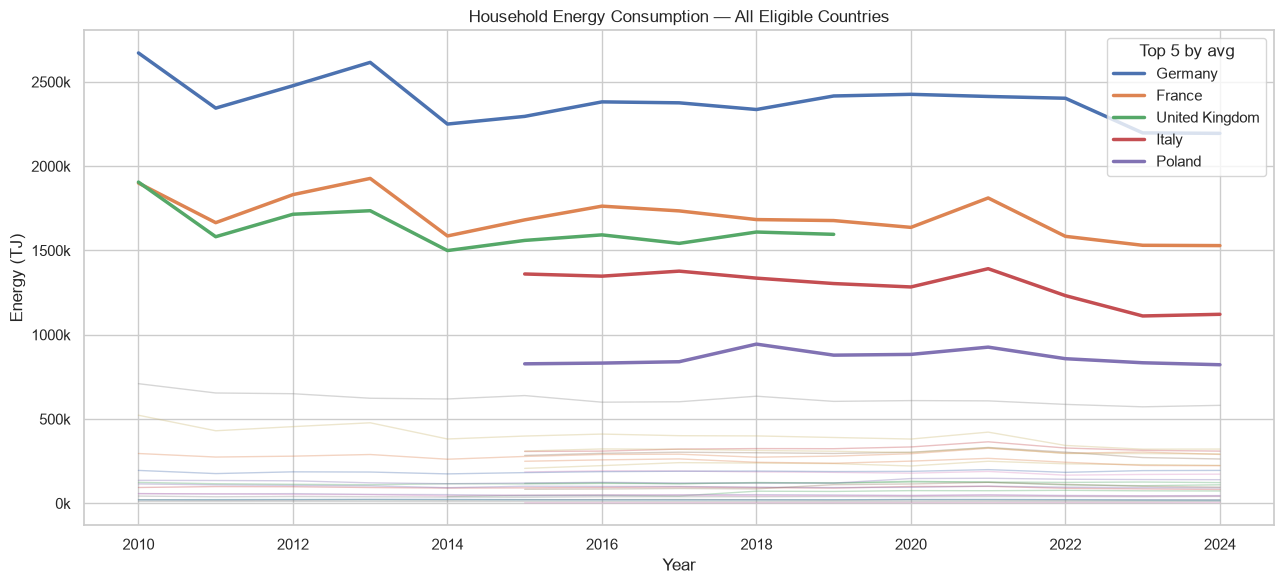 Household Energy Consumption — All Eligible Countries
Top 5 by avg
Germany
France
United Kingdom
Italy
Poland
Energy (TJ)
2500k
2000k
1500k
1000k
500k
0k
2010 2012 2014 2016 2018 2020 2022 2024
Year